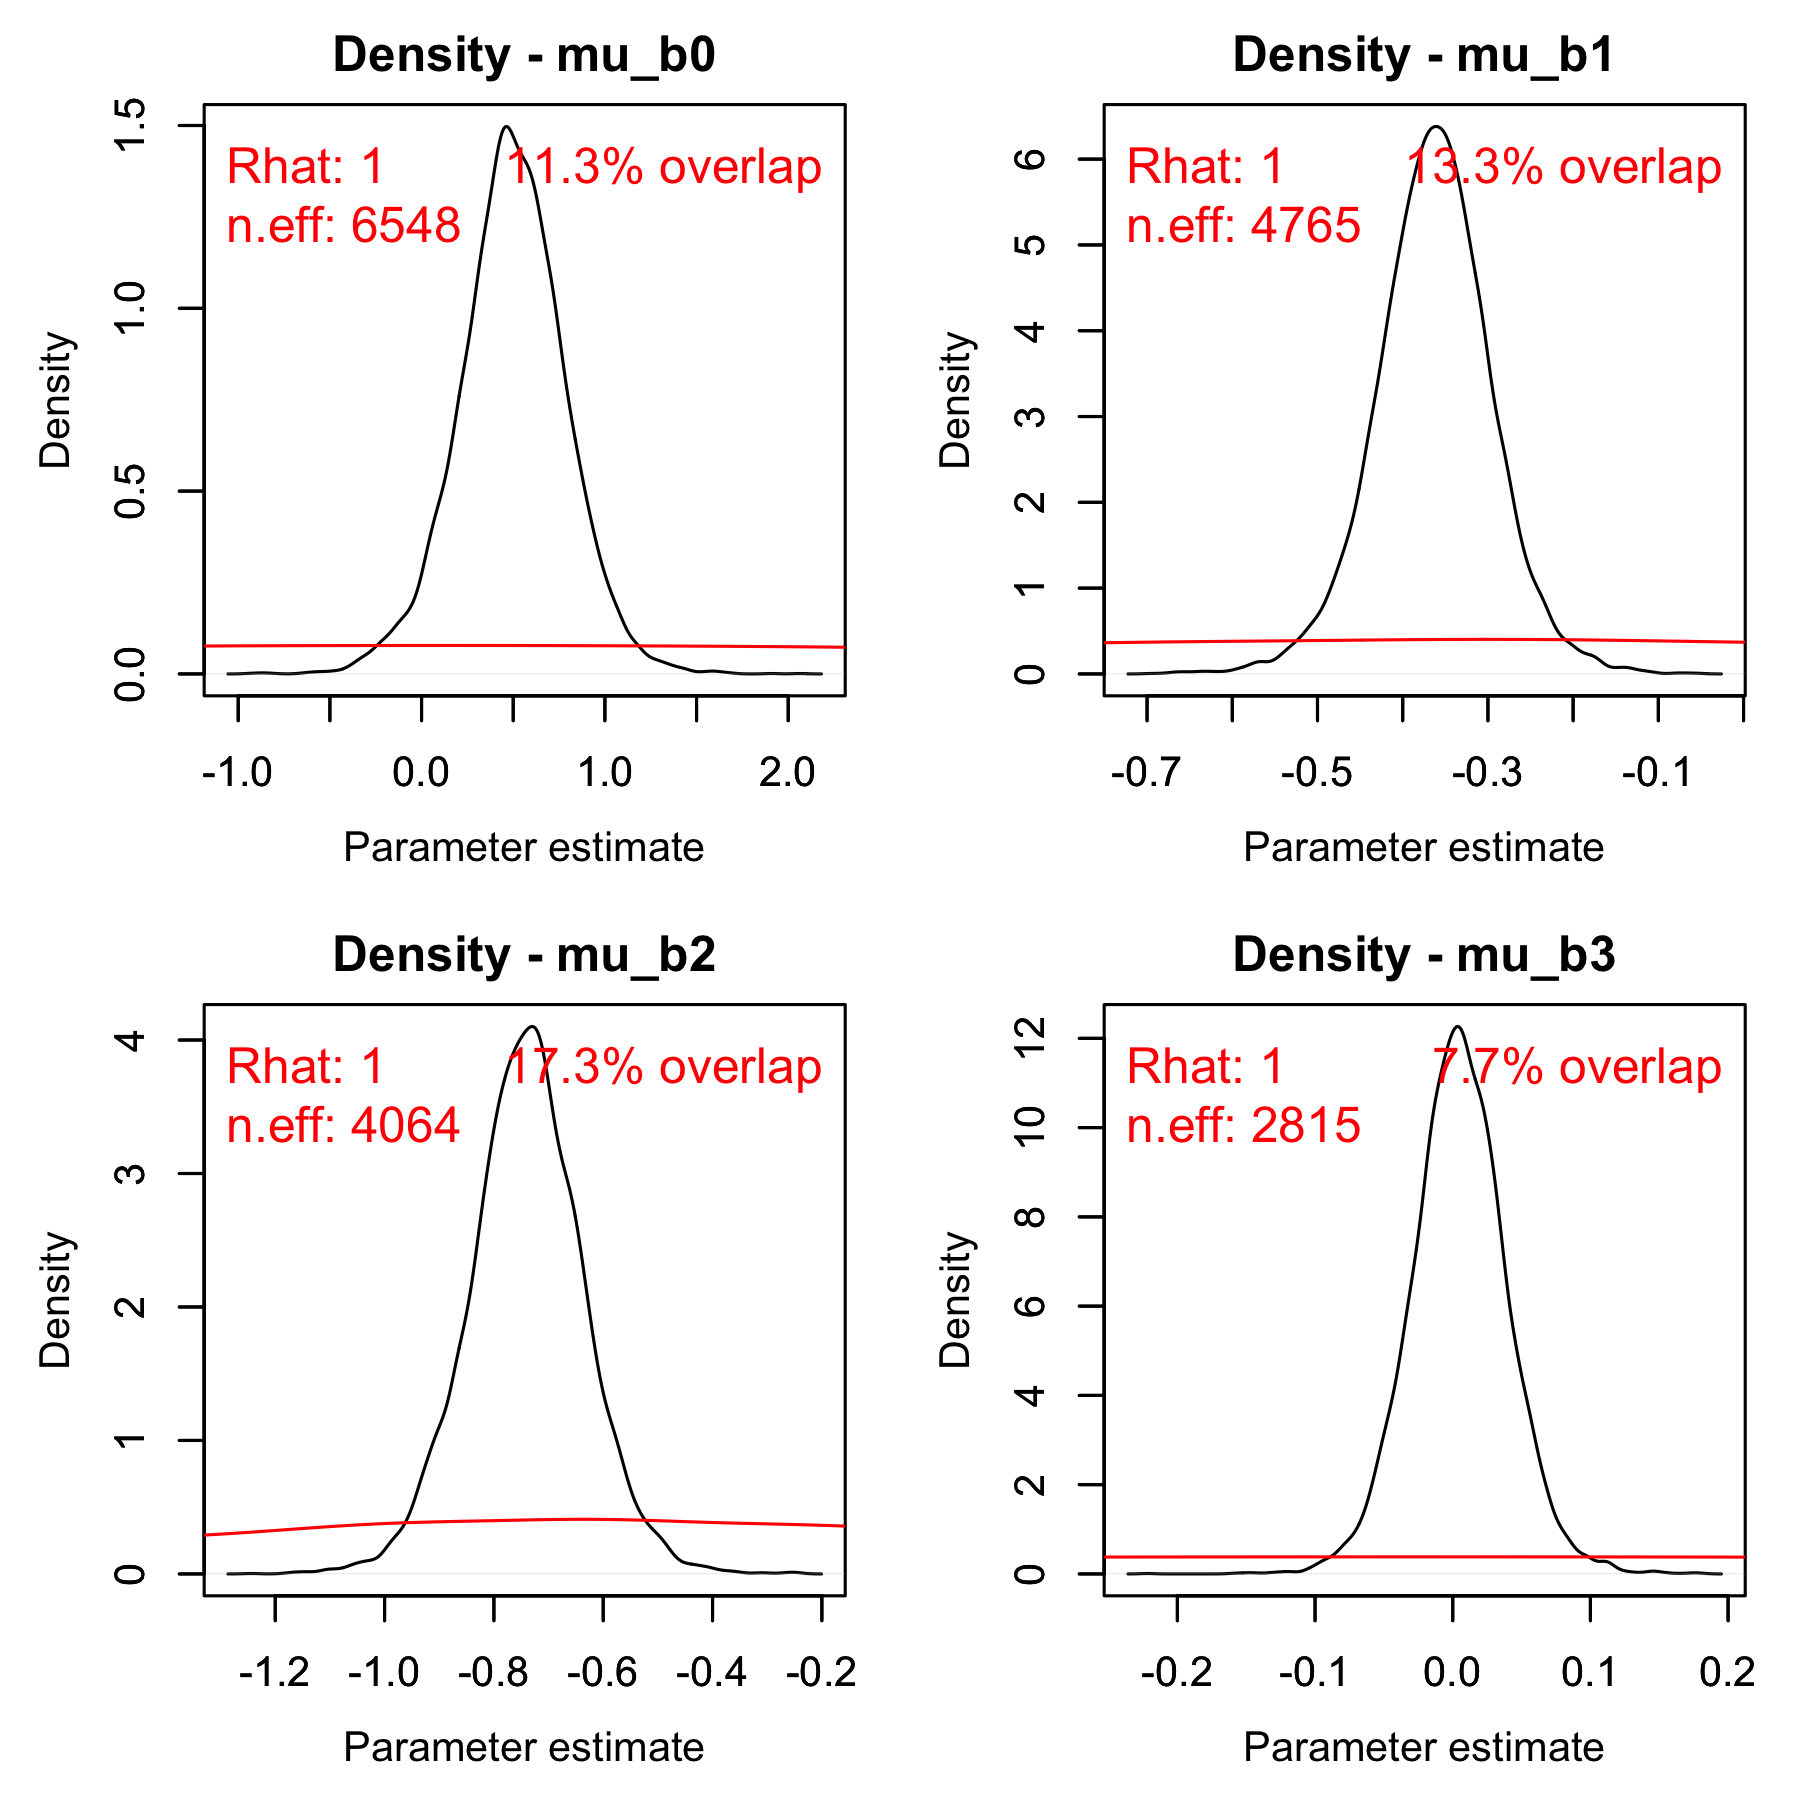 Density - mu_b0
Rhat: 1
11.3% overlap
n.eff: 6548
Density
0.0
0.5
1.0
1.5
-1.0
0.0
1.0
2.0
Parameter estimate
Density - mu_b1
Rhat: 1
13.3% overlap
n.eff: 4765
Density
0
1
2
3
4
5
6
-0.7
-0.5
-0.3
-0.1
Parameter estimate
Density - mu_b2
Rhat: 1
17.3% overlap
n.eff: 4064
Density
0
1
2
3
4
-1.2
-1.0
-0.8
-0.6
-0.4
-0.2
Parameter estimate
Density - mu_b3
Rhat: 1
7.7% overlap
n.eff: 2815
Density
0
2
4
6
8
10
12
-0.2
-0.1
0.0
0.1
0.2
Parameter estimate